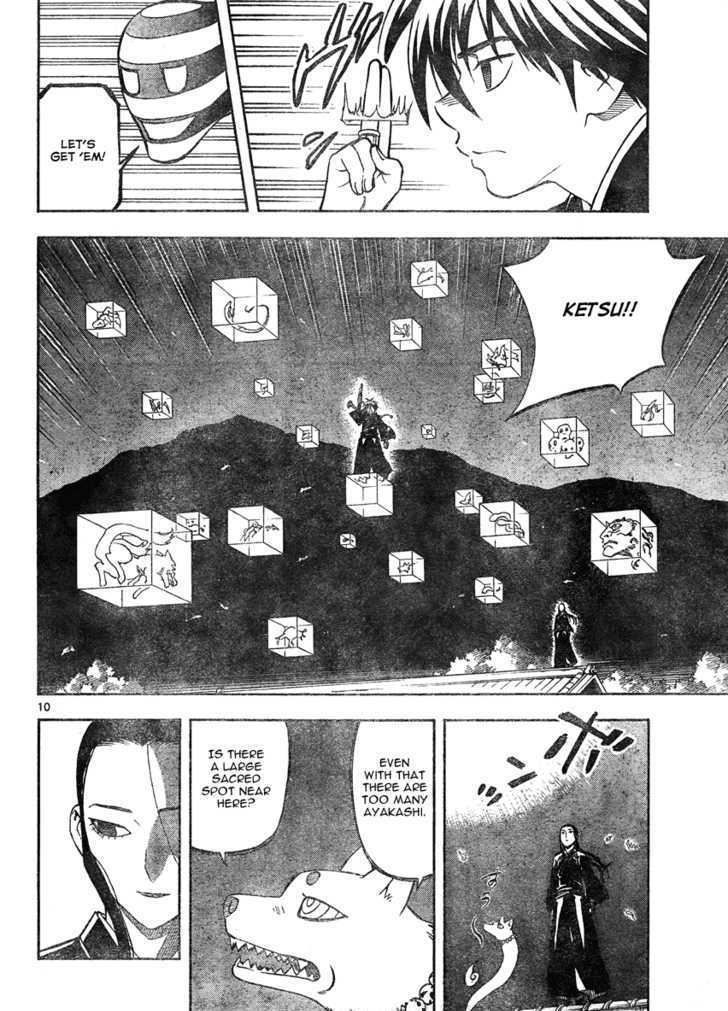 LET'S
GET 'EM!
KETSU!!
10
EVEN
WITH THAT
THERE ARE
TOO MANY
AYAKASHI.
IS THERE
A LARGE
SACRED
SPOT NEAR
HERE?